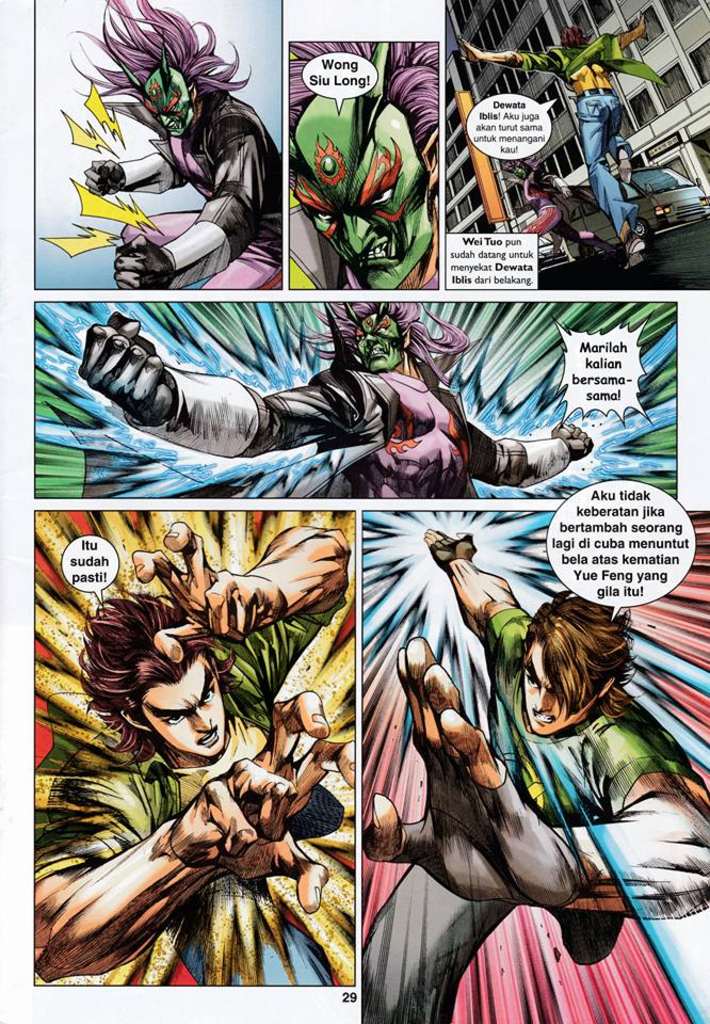 Wong
Siu Long!
Dewata
Iblis! Aku juga
akan turut sama
untuk menangani
kau!
Wei Tuo pun
sudah datang untuk
menyekat Dewata
Iblis dari belakang.
Marilah
kalian
bersama-
sama!
Itu
sudah
pasti!
Aku tidak
keberatan jika
bertambah seorang
lagi di cuba menuntut
bela atas kematian
Yue Feng yang
gila itu!
29